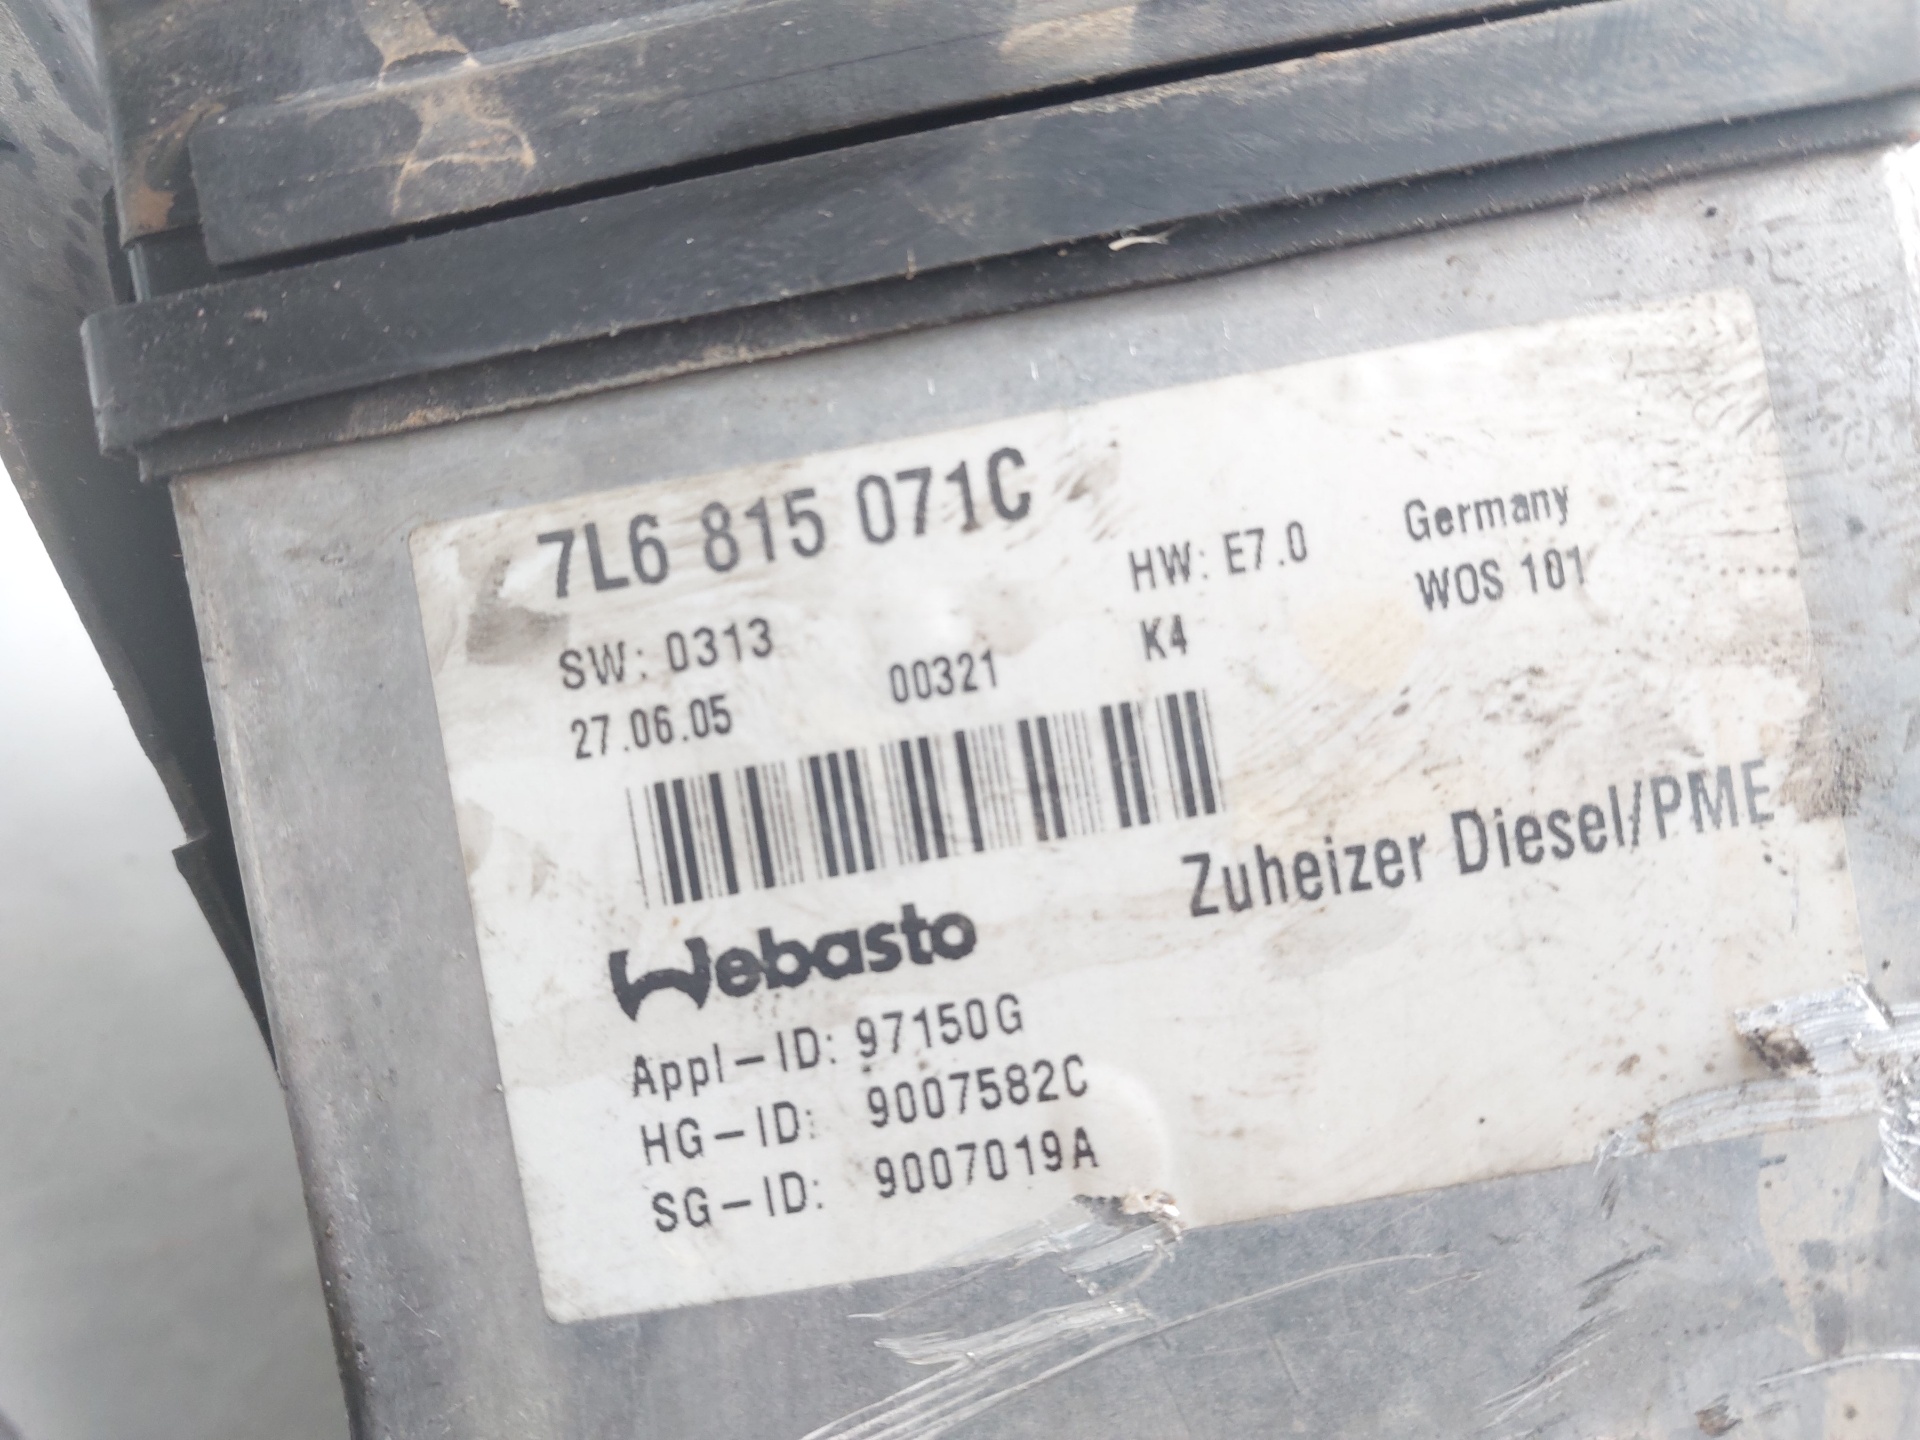 7L6 815 071C
SW: 0313
HW: E7.0
Germany
27.06.05
00321
K4
WOS 101
Zuheizer Diesel/PME
Webasto
Appl-ID: 97150G
HG-ID: 9007582C
SG-ID: 9007019A